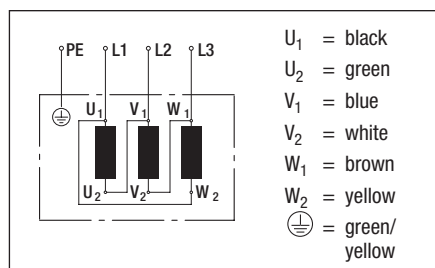 PE L1 L2 L3
U1 V1 W1
U2 V2 W2
U1 = black
U2 = green
V1 = blue
V2 = white
W1 = brown
W2 = yellow
= green/
yellow